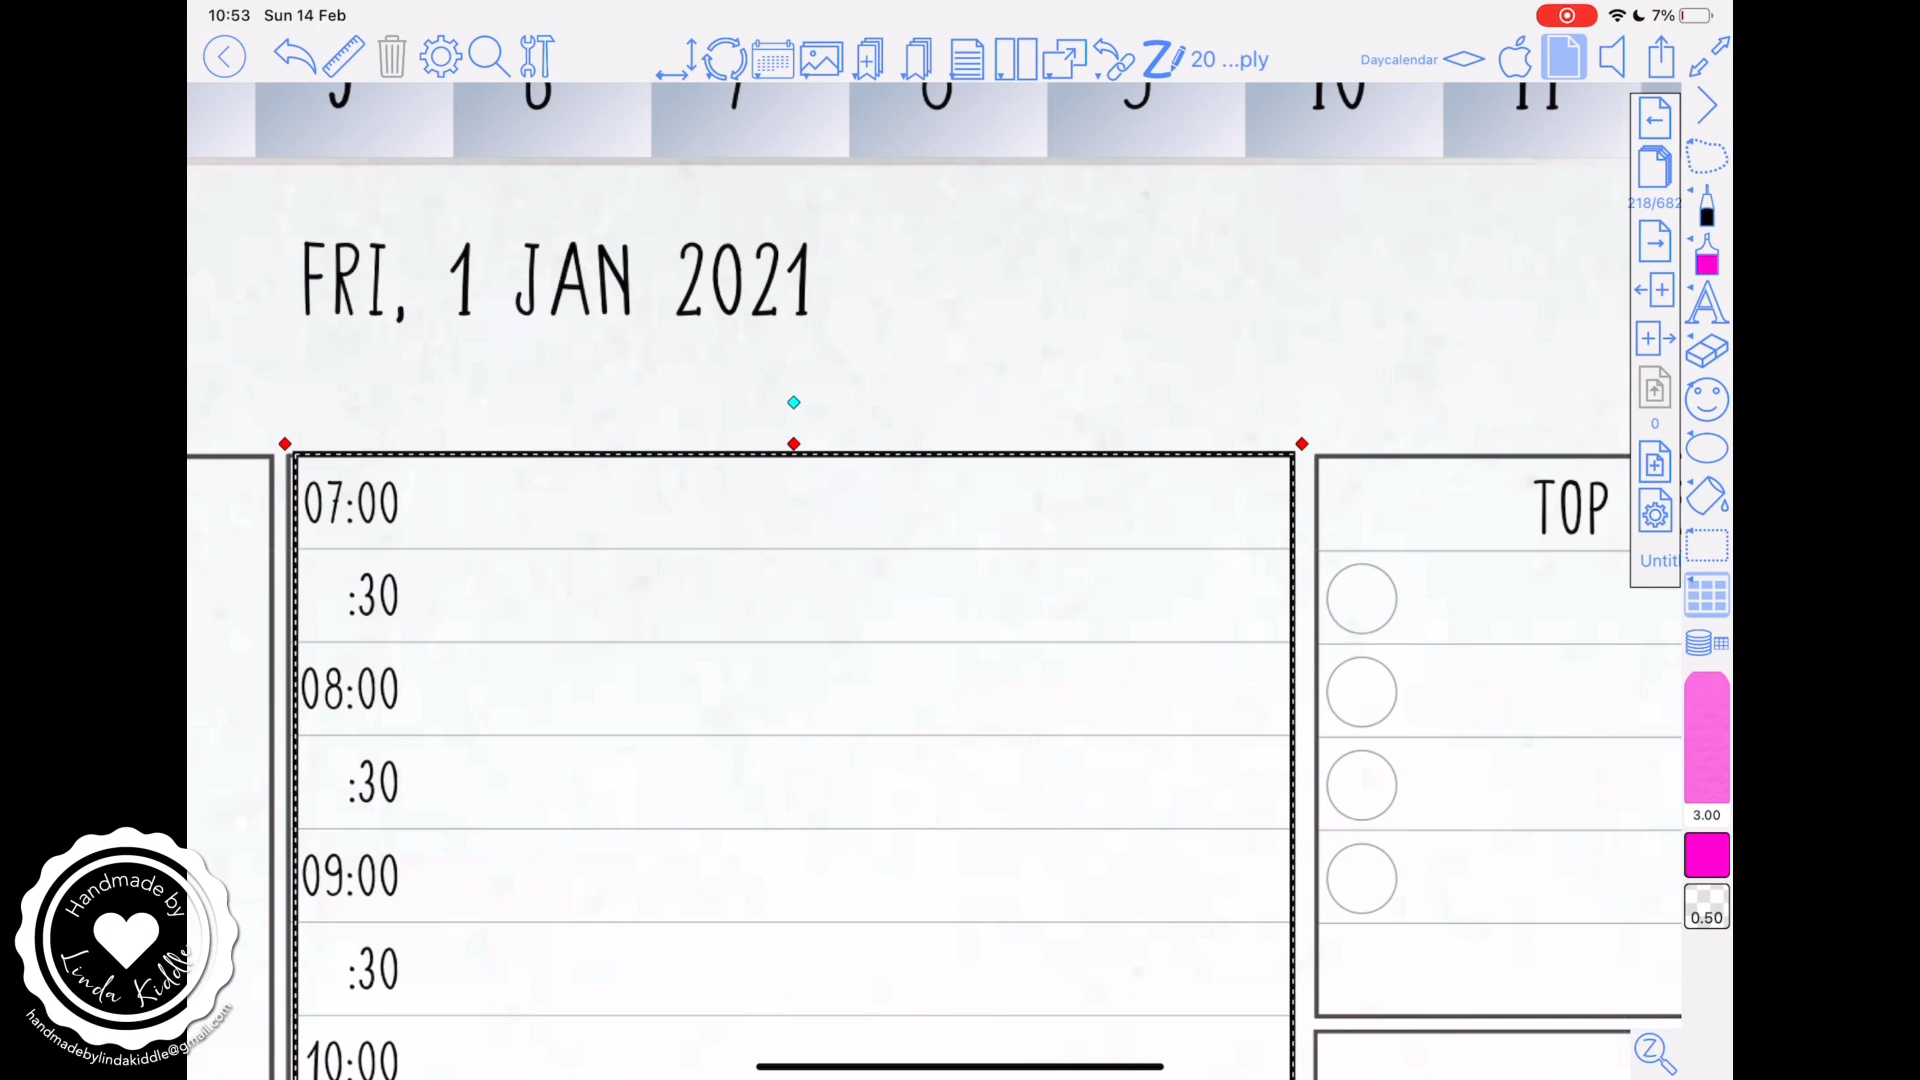 10:53 Sun 14 Feb
7%
20 ...ply
Daycalendar
10
218/682
FRI, 1 JAN 2021
0
07:00
TOP
Untit
:30
08:00
:30
3.00
09:00
0.50
:30
10:00
Handmade by
Linda Kiddle
handmadebylindakiddle@gmail.com